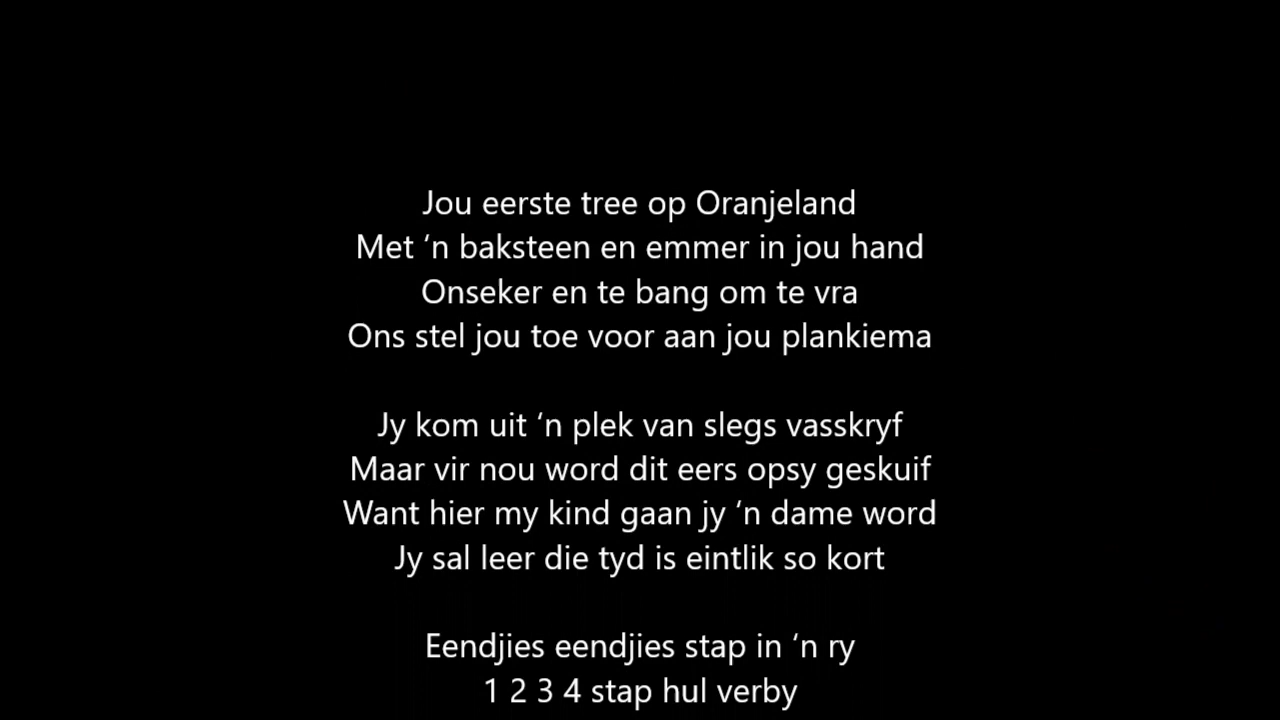 Jou eerste tree op Oranjeland
Met ‘n baksteen en emmer in jou hand
Onseker en te bang om te vra
Ons stel jou toe voor aan jou plankiema
Jy kom uit ‘n plek van slegs vasskryf
Maar vir nou word dit eers opsy geskuif
Want hier my kind gaan jy ‘n dame word
Jy sal leer die tyd is eintlik so kort
Eendjies eendjies stap in ‘n ry
1 2 3 4 stap hul verby